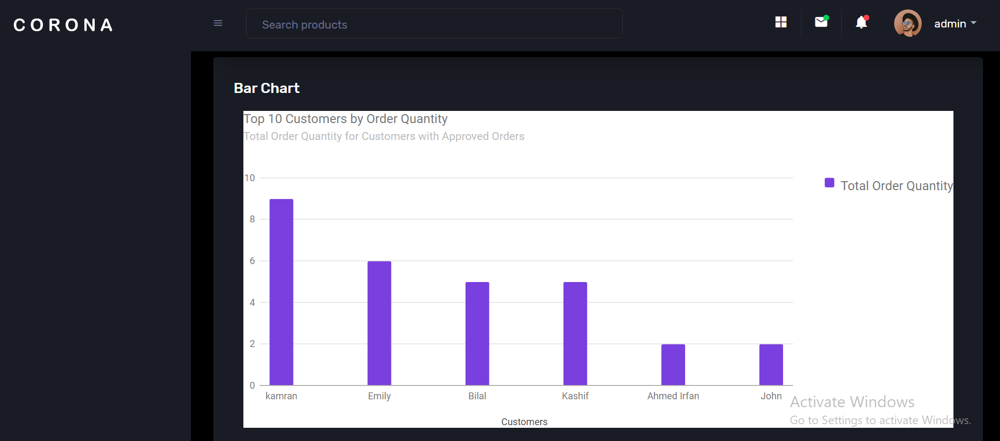 CORONA
Search products
admin
Bar Chart
Top 10 Customers by Order Quantity
Total Order Quantity for Customers with Approved Orders
10
Total Order Quantity
8
6
4
2
0
kamran Emily Bilal Kashif Ahmed Irfan John
Customers
Activate Windows
Go to Settings to activate Windows.